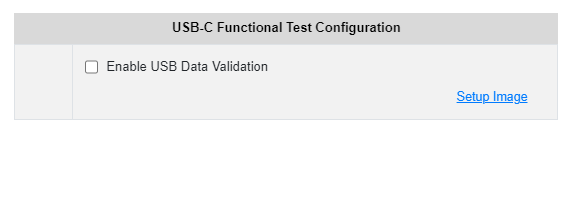 USB-C Functional Test Configuration
Enable USB Data Validation
Setup Image